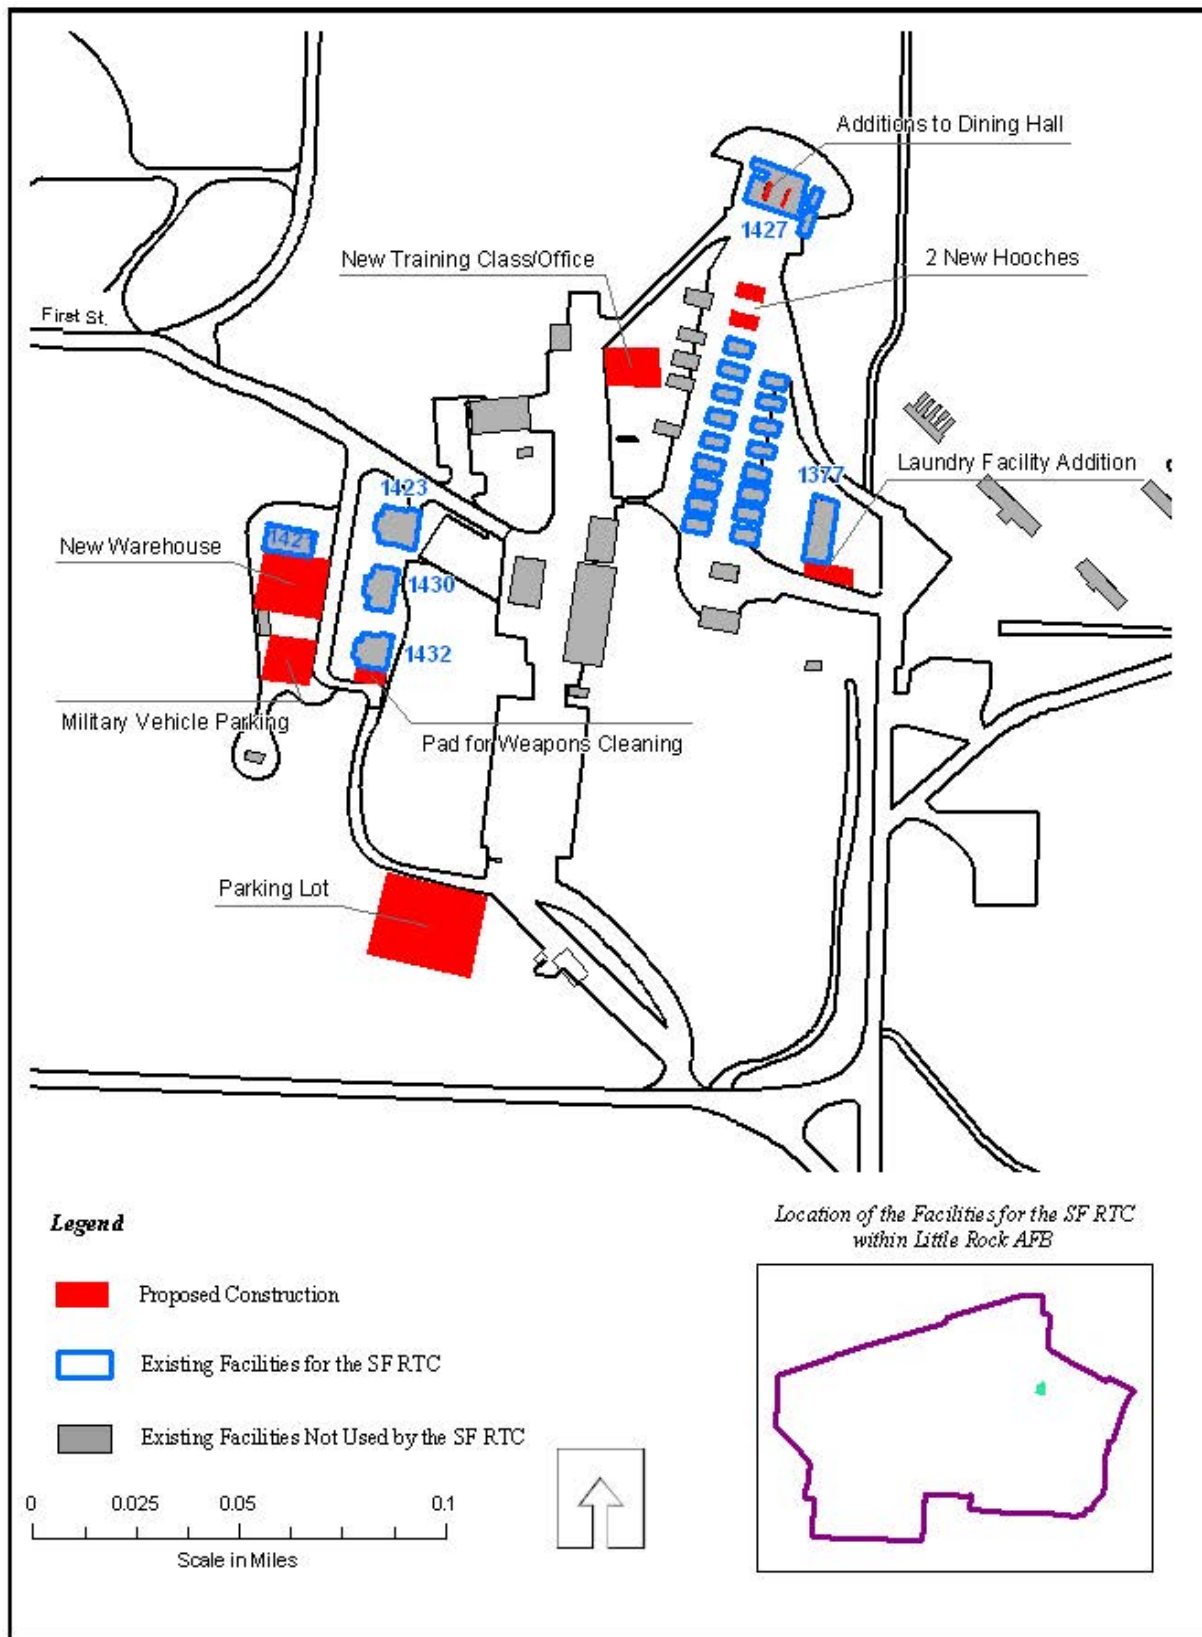 Additions to Dining Hall
1427
New Training Class/Office
2 New Hooches
First St.
Laundry Facility Addition
1377
1423
1421
New Warehouse
1430
1432
Military Vehicle Parking
Pad for Weapons Cleaning
Parking Lot
Legend
Proposed Construction
Existing Facilities for the SF RTC
Existing Facilities Not Used by the SF RTC
0 0.025 0.05 0.1
Scale in Miles
Location of the Facilities for the SF RTC
within Little Rock AFB